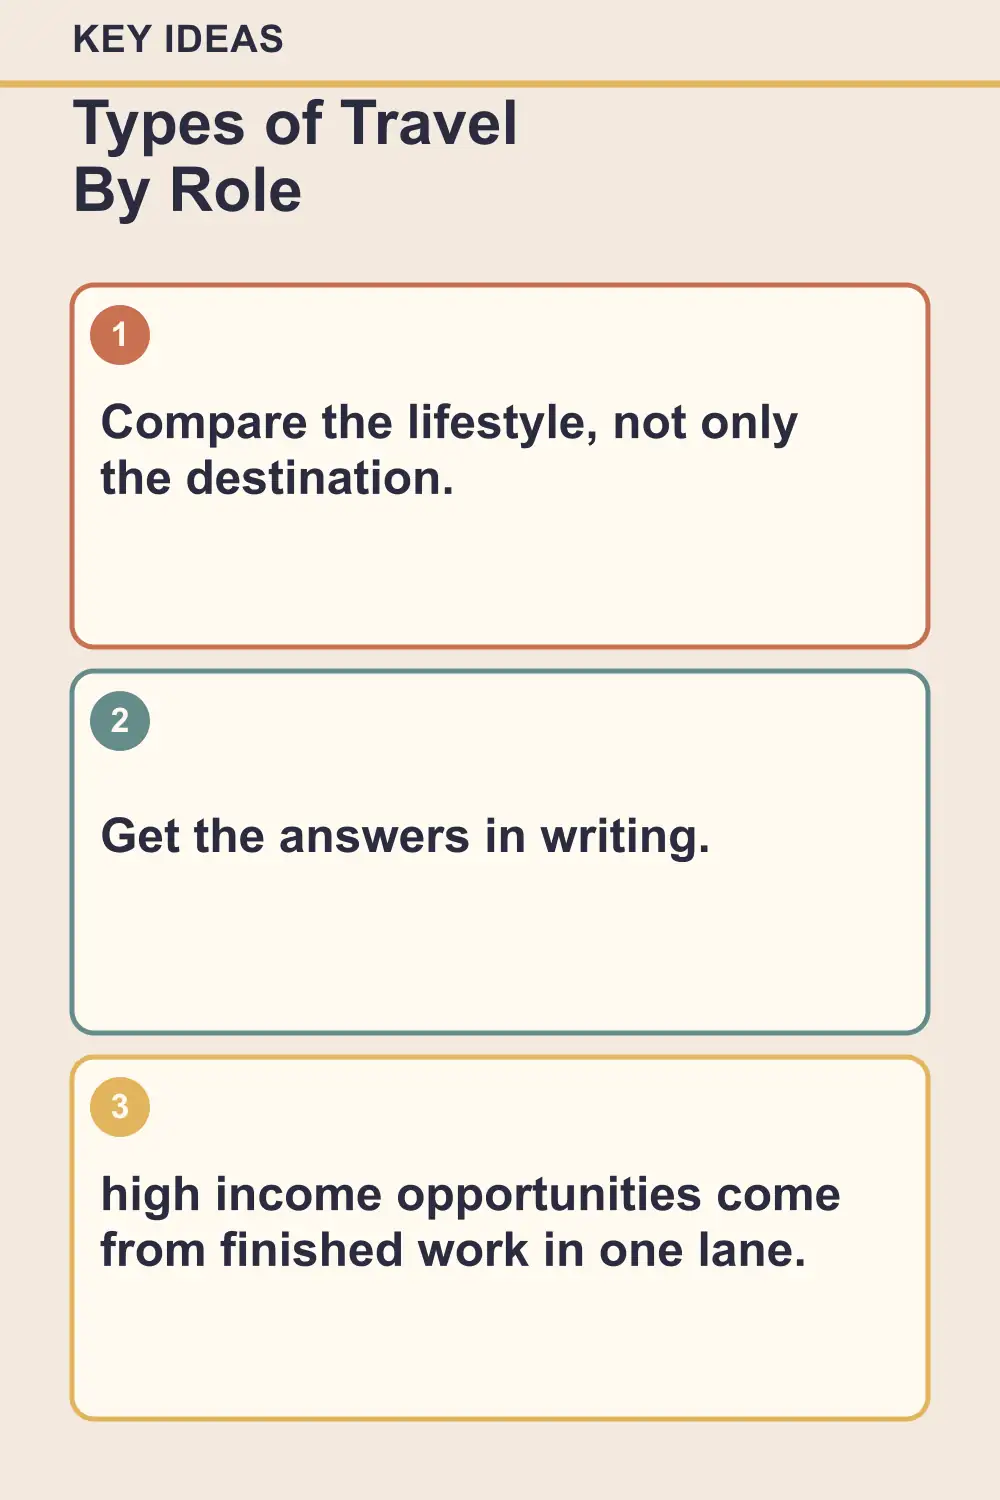 KEY IDEAS
Types of Travel
By Role
1
Compare the lifestyle, not only
the destination.
2
Get the answers in writing.
3
high income opportunities come
from finished work in one lane.